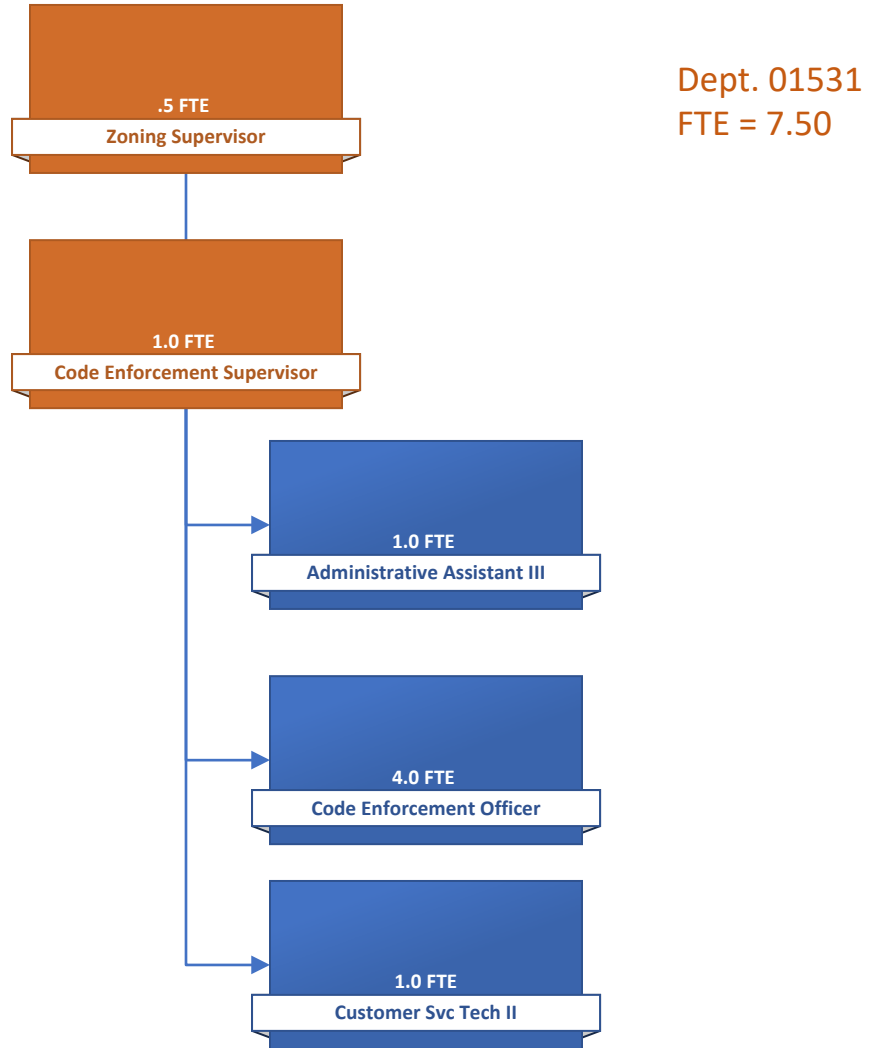 .5 FTE
Zoning Supervisor
Dept. 01531
FTE = 7.50
1.0 FTE
Code Enforcement Supervisor
1.0 FTE
Administrative Assistant III
4.0 FTE
Code Enforcement Officer
1.0 FTE
Customer Svc Tech II